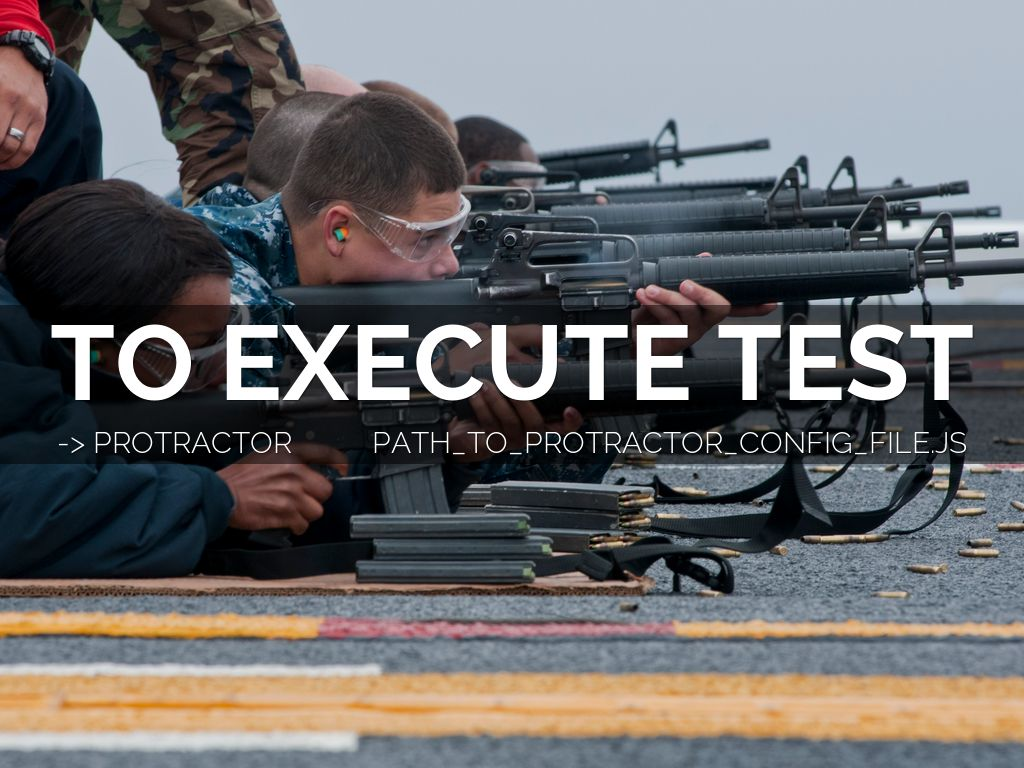 TO EXECUTE TEST
-> PROTRACTOR PATH_TO_PROTRACTOR_CONFIG_FILE.JS